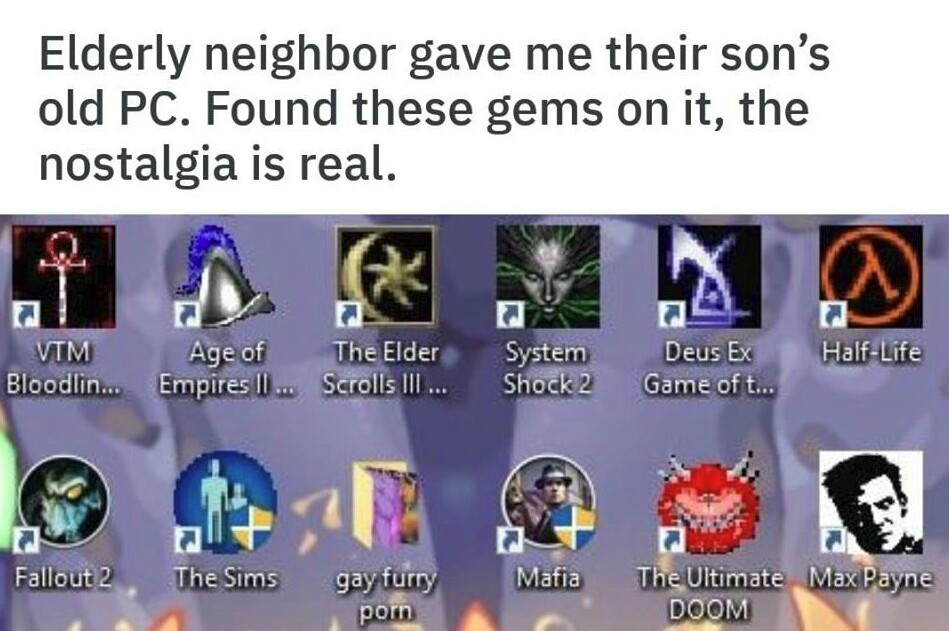 Elderly neighbor gave me their son's
old PC. Found these gems on it, the
nostalgia is real.
VTM
Bloodlin...
Age of
Empires II ...
The Elder
Scrolls III ...
System
Shock 2
Deus Ex
Game of t...
Half-Life
Fallout 2
The Sims
gay furry
porn
Mafia
The Ultimate
DOOM
Max Payne